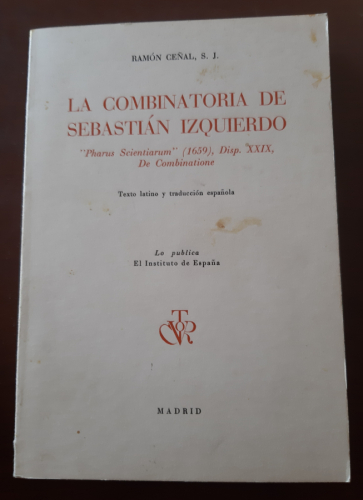 RAMÓN CEÑAL, S. J.
LA COMBINATORIA DE
SEBASTIÁN IZQUIERDO
"Pharus Scientiarum" (1659), Disp. XXIX,
De Combinatione
Texto latino y traducción española
Lo publica
El Instituto de España
MADRID